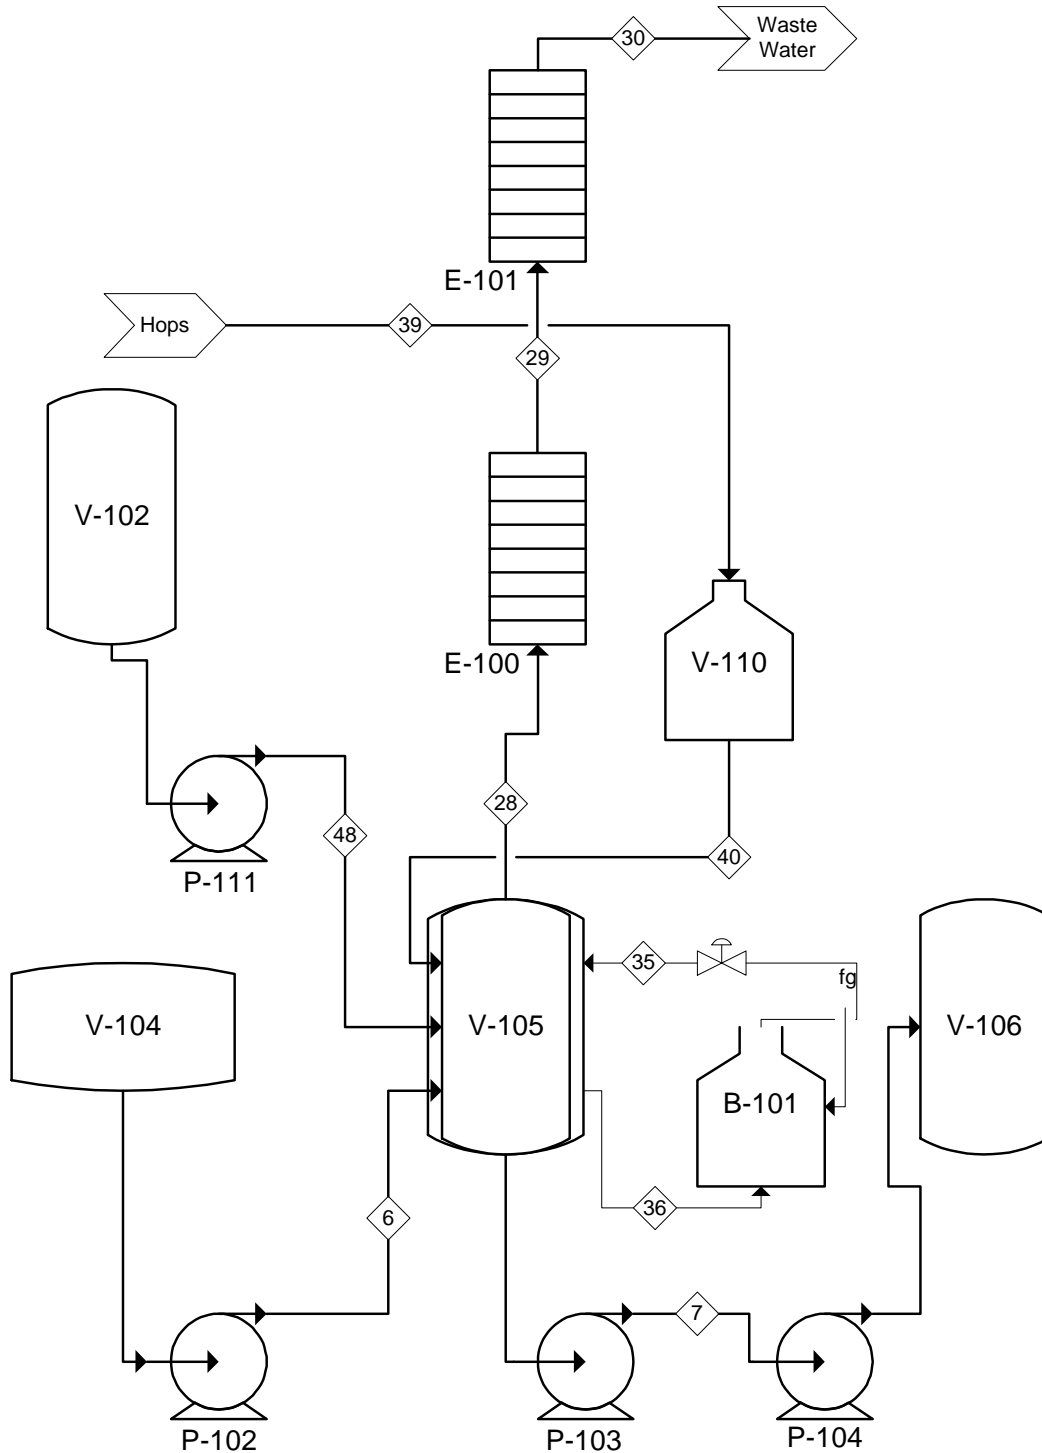 30
Waste
Water
E-101
Hops
39
29
V-102
E-100
V-110
28
48
40
P-111
35
fg
V-104
V-105
V-106
B-101
36
6
7
P-102
P-103
P-104